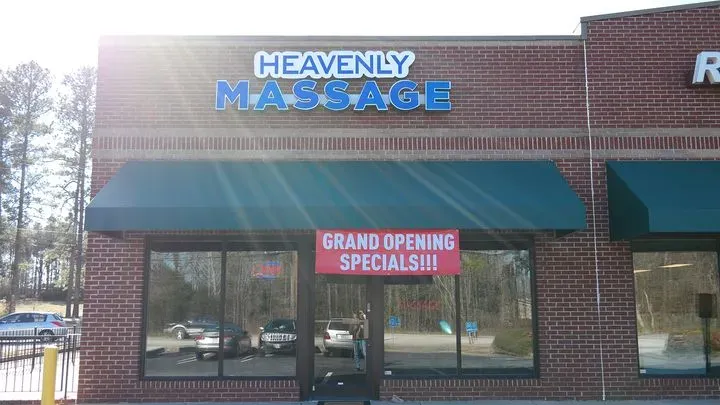 HEAVENLY
MASSAGE
R
GRAND OPENING
SPECIALS!!!